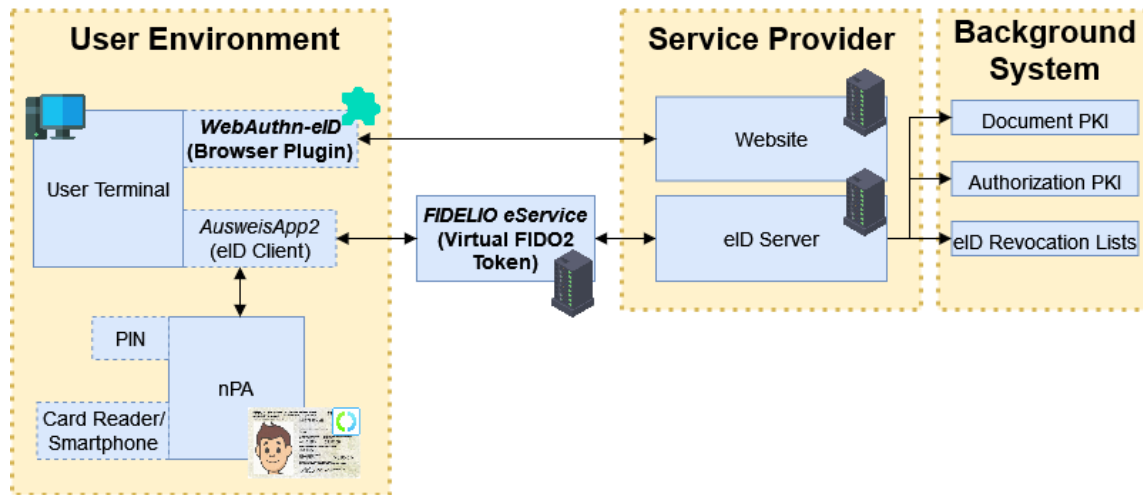 User Environment
WebAuthn-eID
(Browser Plugin)
User Terminal
AusweisApp2
(eID Client)
PIN
nPA
Card Reader/
Smartphone
FIDELIO eService
(Virtual FIDO2
Token)
Service Provider
Website
eID Server
Background
System
Document PKI
Authorization PKI
eID Revocation Lists